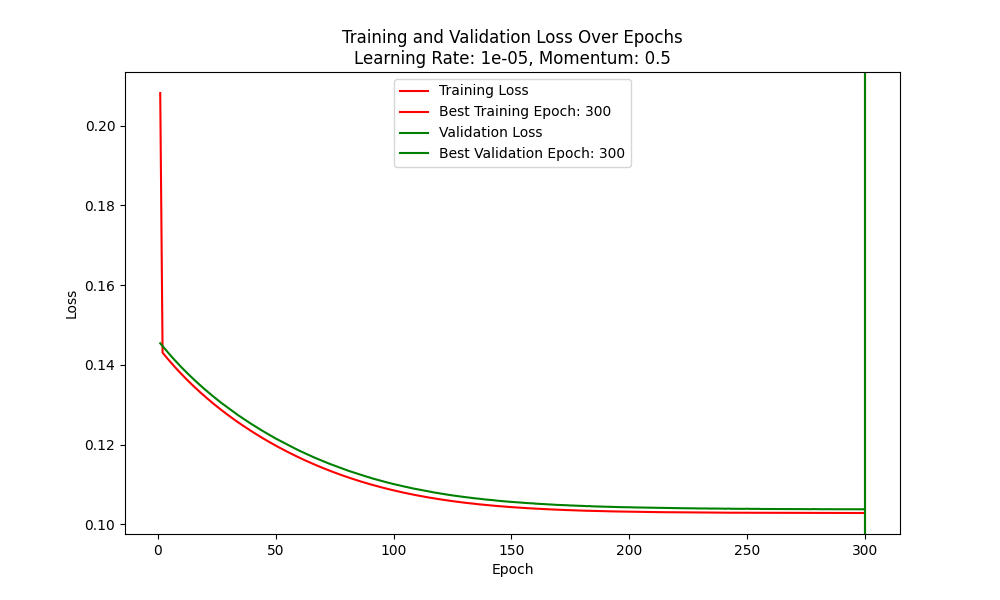 Training and Validation Loss Over Epochs
Learning Rate: 1e-05, Momentum: 0.5
Training Loss
Best Training Epoch: 300
Validation Loss
Best Validation Epoch: 300
0.20
0.18
0.16
0.14
0.12
0.10
Loss
0 50 100 150 200 250 300
Epoch